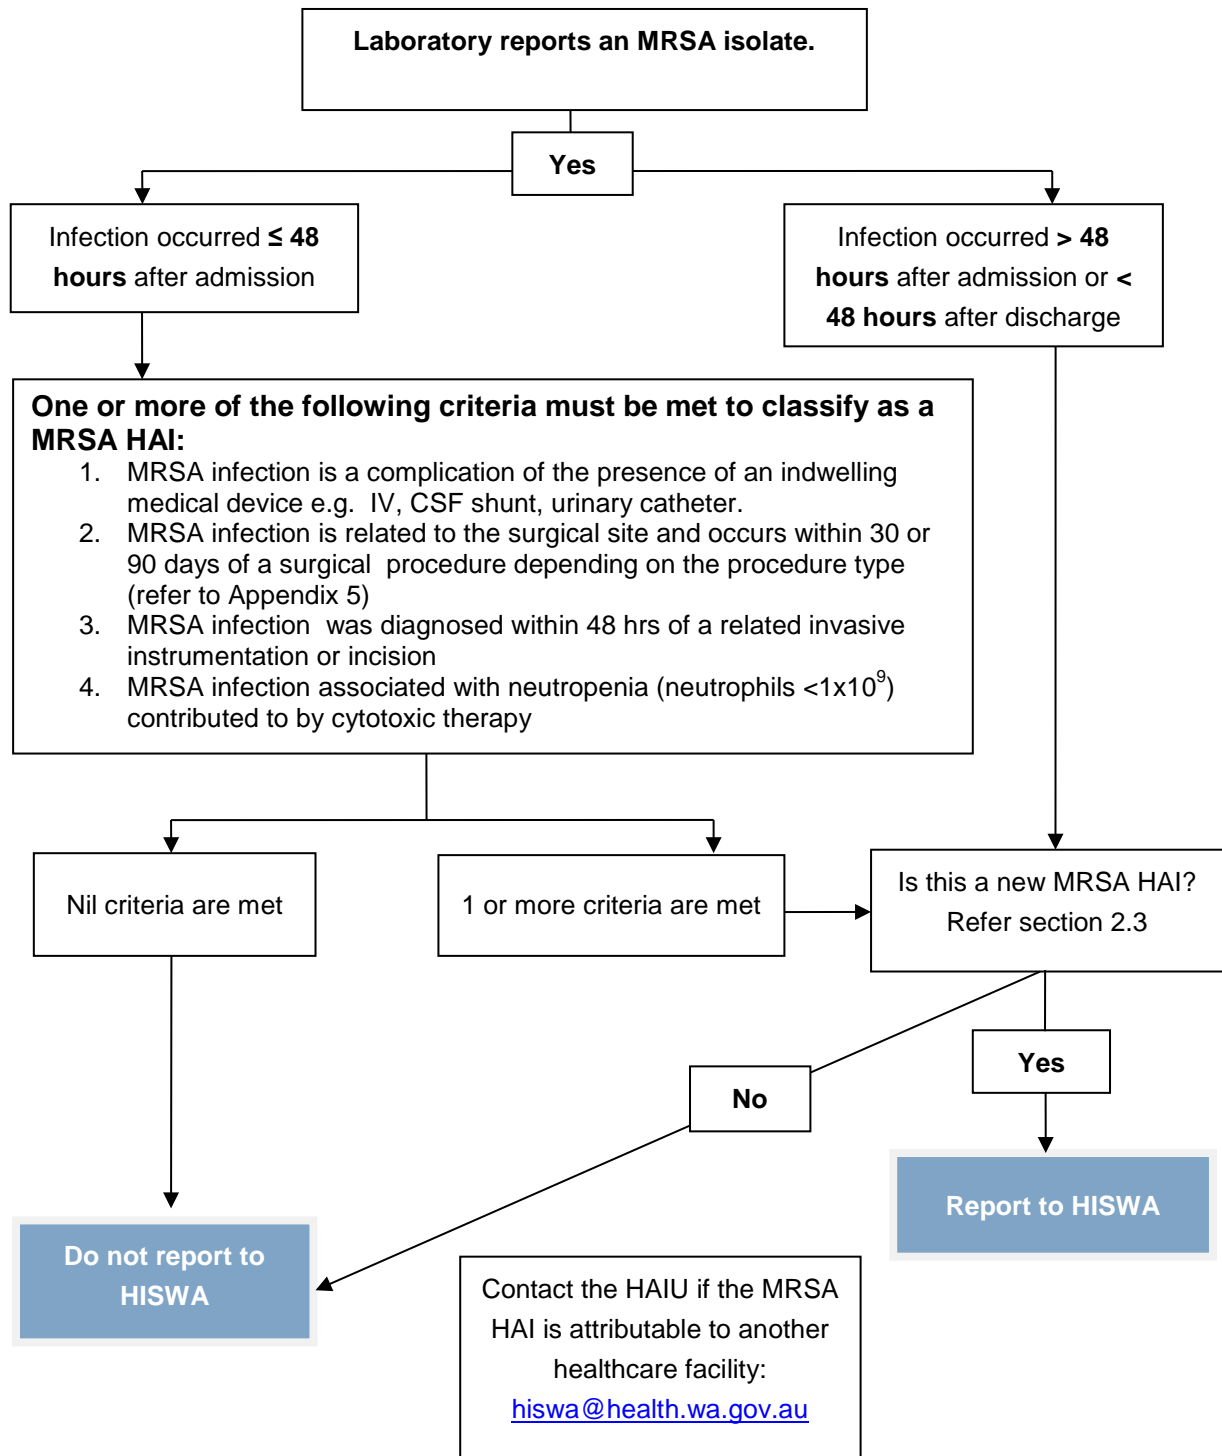 Laboratory reports an MRSA isolate.
Yes
Infection occurred ≤ 48
hours after admission
Infection occurred > 48
hours after admission or <
48 hours after discharge
One or more of the following criteria must be met to classify as a
MRSA HAI:
1. MRSA infection is a complication of the presence of an indwelling
medical device e.g. IV, CSF shunt, urinary catheter.
2. MRSA infection is related to the surgical site and occurs within 30 or
90 days of a surgical procedure depending on the procedure type
(refer to Appendix 5)
3. MRSA infection was diagnosed within 48 hrs of a related invasive
instrumentation or incision
4. MRSA infection associated with neutropenia (neutrophils <1x10⁹)
contributed to by cytotoxic therapy
Nil criteria are met
1 or more criteria are met
Is this a new MRSA HAI?
Refer section 2.3
Yes
No
Report to HISWA
Do not report to
HISWA
Contact the HAIU if the MRSA
HAI is attributable to another
healthcare facility:
hiswa@health.wa.gov.au